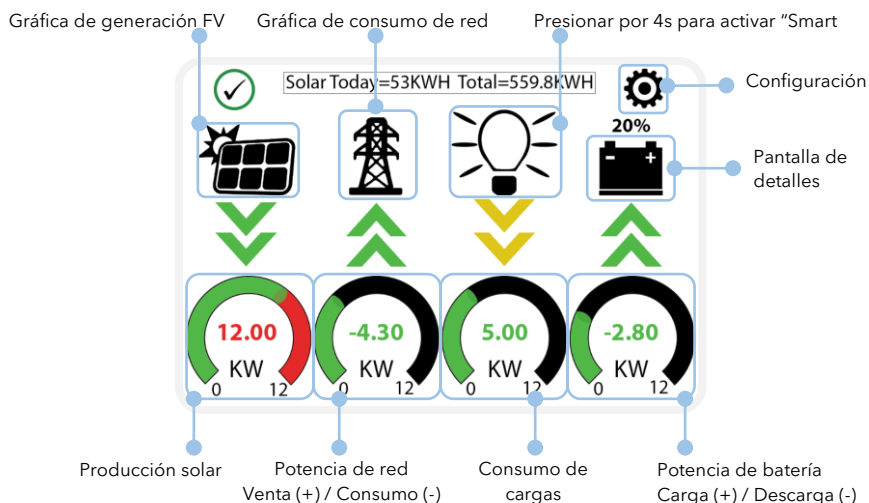 Gráfica de generación FV
Gráfica de consumo de red
Presionar por 4s para activar “Smart
Configuración
Solar Today=53KWH Total=559.8KWH
20%
- +
Pantalla de
detalles
12.00
KW
0 12
-4.30
KW
0 12
5.00
KW
0 12
-2.80
KW
0 12
Producción solar
Potencia de red
Venta (+) / Consumo (-)
Consumo de
cargas
Potencia de batería
Carga (+) / Descarga (-)